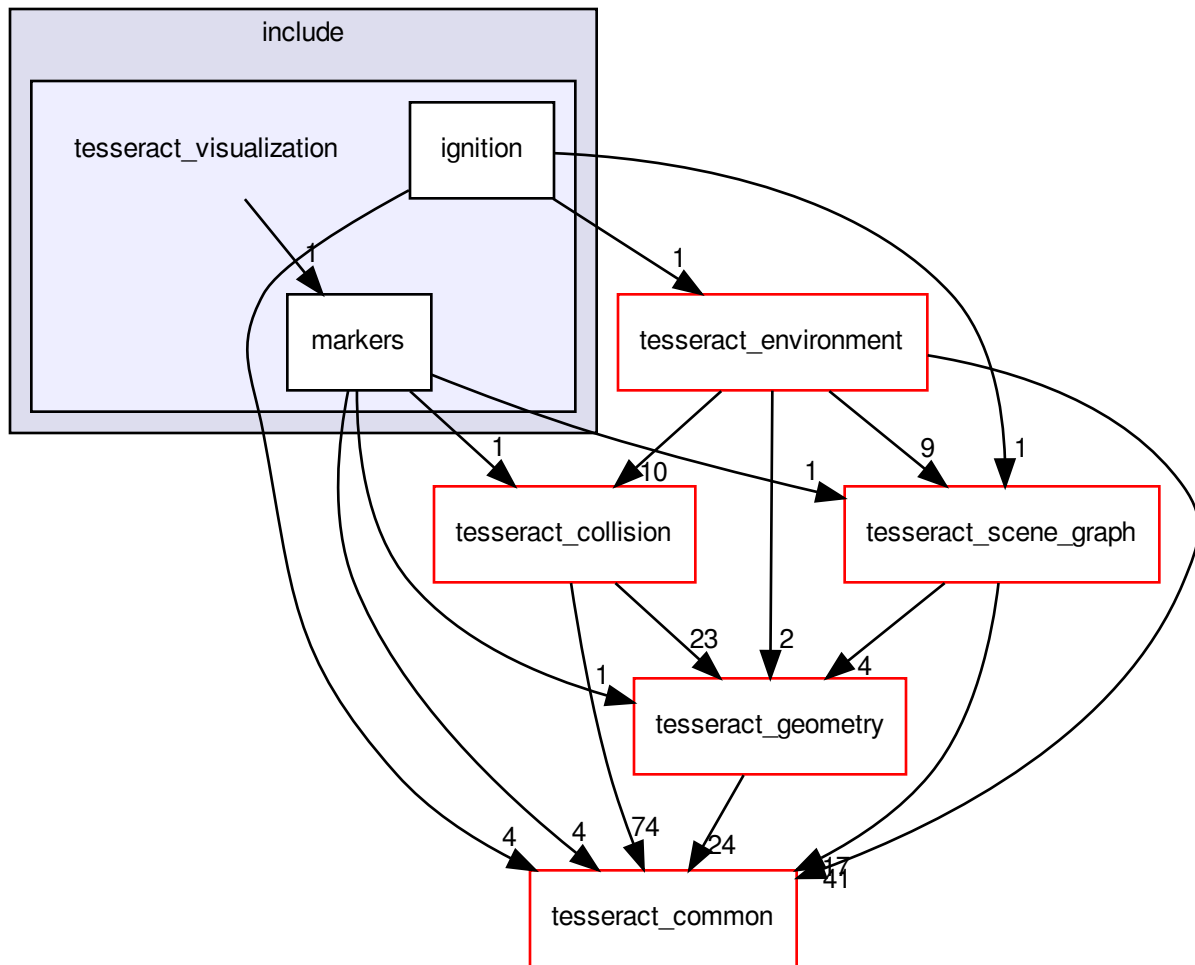 include
tesseract_visualization
ignition
1
1
markers
tesseract_environment
1
10
9
1
1
tesseract_collision
tesseract_scene_graph
23
2
4
1
tesseract_geometry
4
4
74
24
17
41
tesseract_common